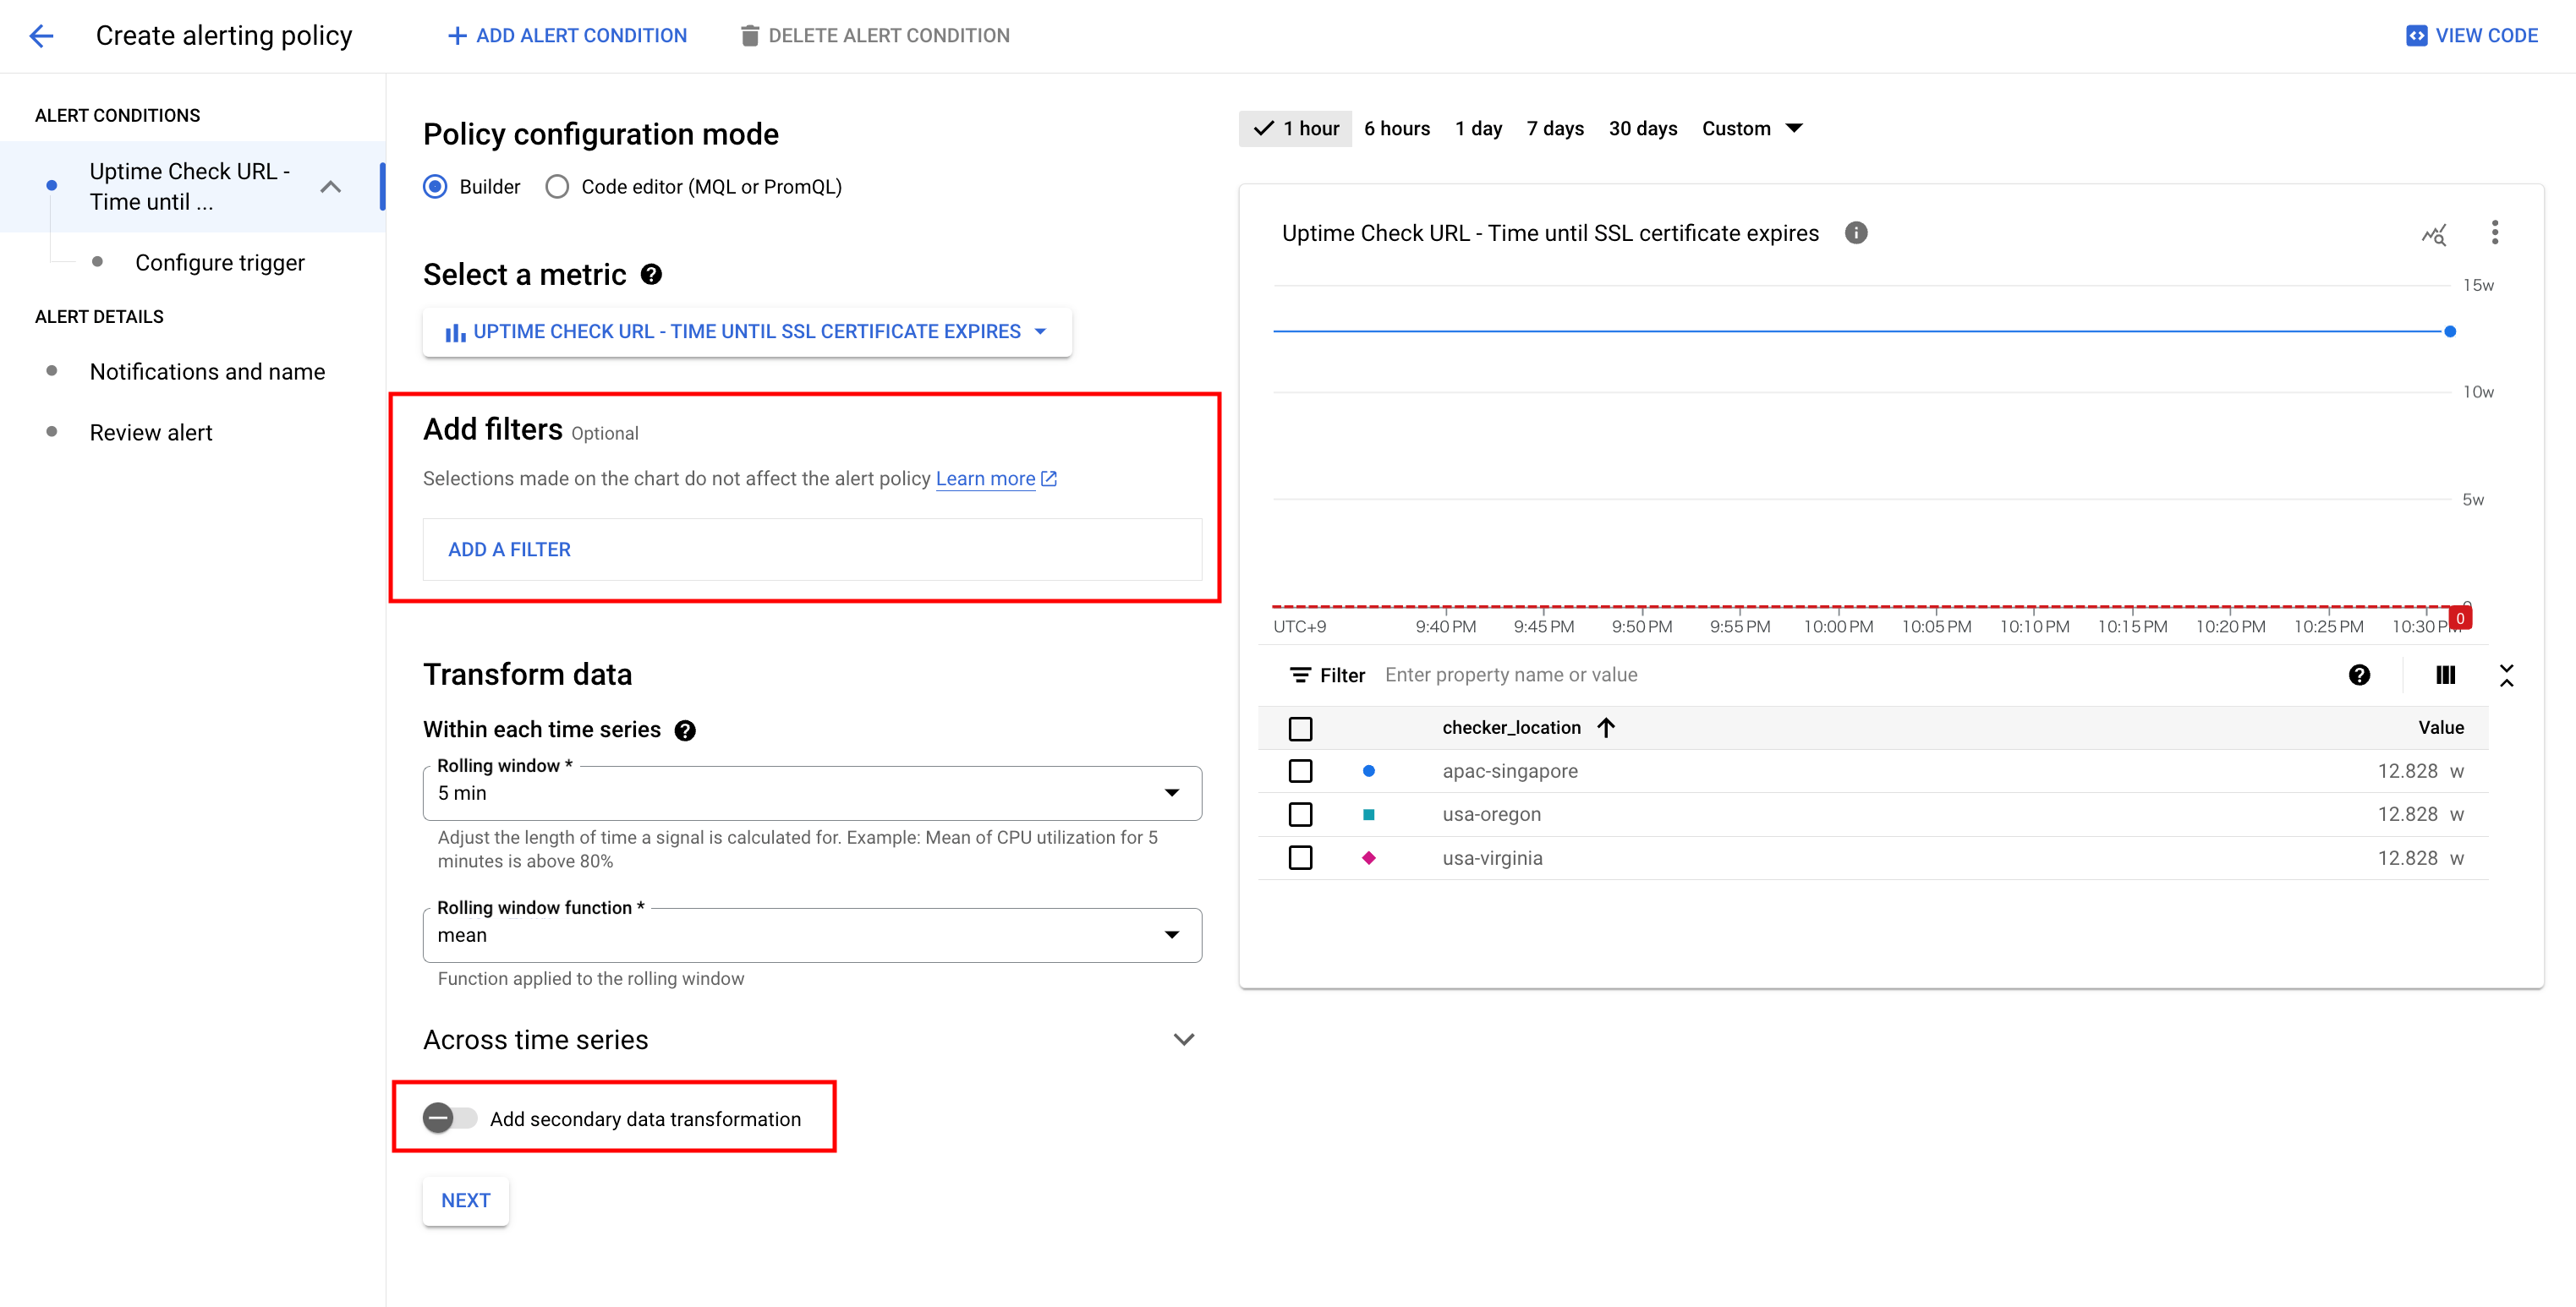 Create alerting policy
ADD ALERT CONDITION
DELETE ALERT CONDITION
VIEW CODE
ALERT CONDITIONS
Uptime Check URL -
Time until ...
Configure trigger
ALERT DETAILS
Notifications and name
Review alert
Policy configuration mode
Builder
Code editor (MQL or PromQL)
Select a metric
UPTIME CHECK URL - TIME UNTIL SSL CERTIFICATE EXPIRES
Add filters Optional
Selections made on the chart do not affect the alert policy Learn more
ADD A FILTER
Transform data
Within each time series
Rolling window *
5 min
Adjust the length of time a signal is calculated for. Example: Mean of CPU utilization for 5
minutes is above 80%
Rolling window function *
mean
Function applied to the rolling window
Across time series
Add secondary data transformation
NEXT
1 hour 6 hours 1 day 7 days 30 days Custom
Uptime Check URL - Time until SSL certificate expires
15w
10w
5w
0
UTC+9 9:40 PM 9:45 PM 9:50 PM 9:55 PM 10:00 PM 10:05 PM 10:10 PM 10:15 PM 10:20 PM 10:25 PM 10:30 PM
Filter Enter property name or value
checker_location Value
apac-singapore 12.828 w
usa-oregon 12.828 w
usa-virginia 12.828 w